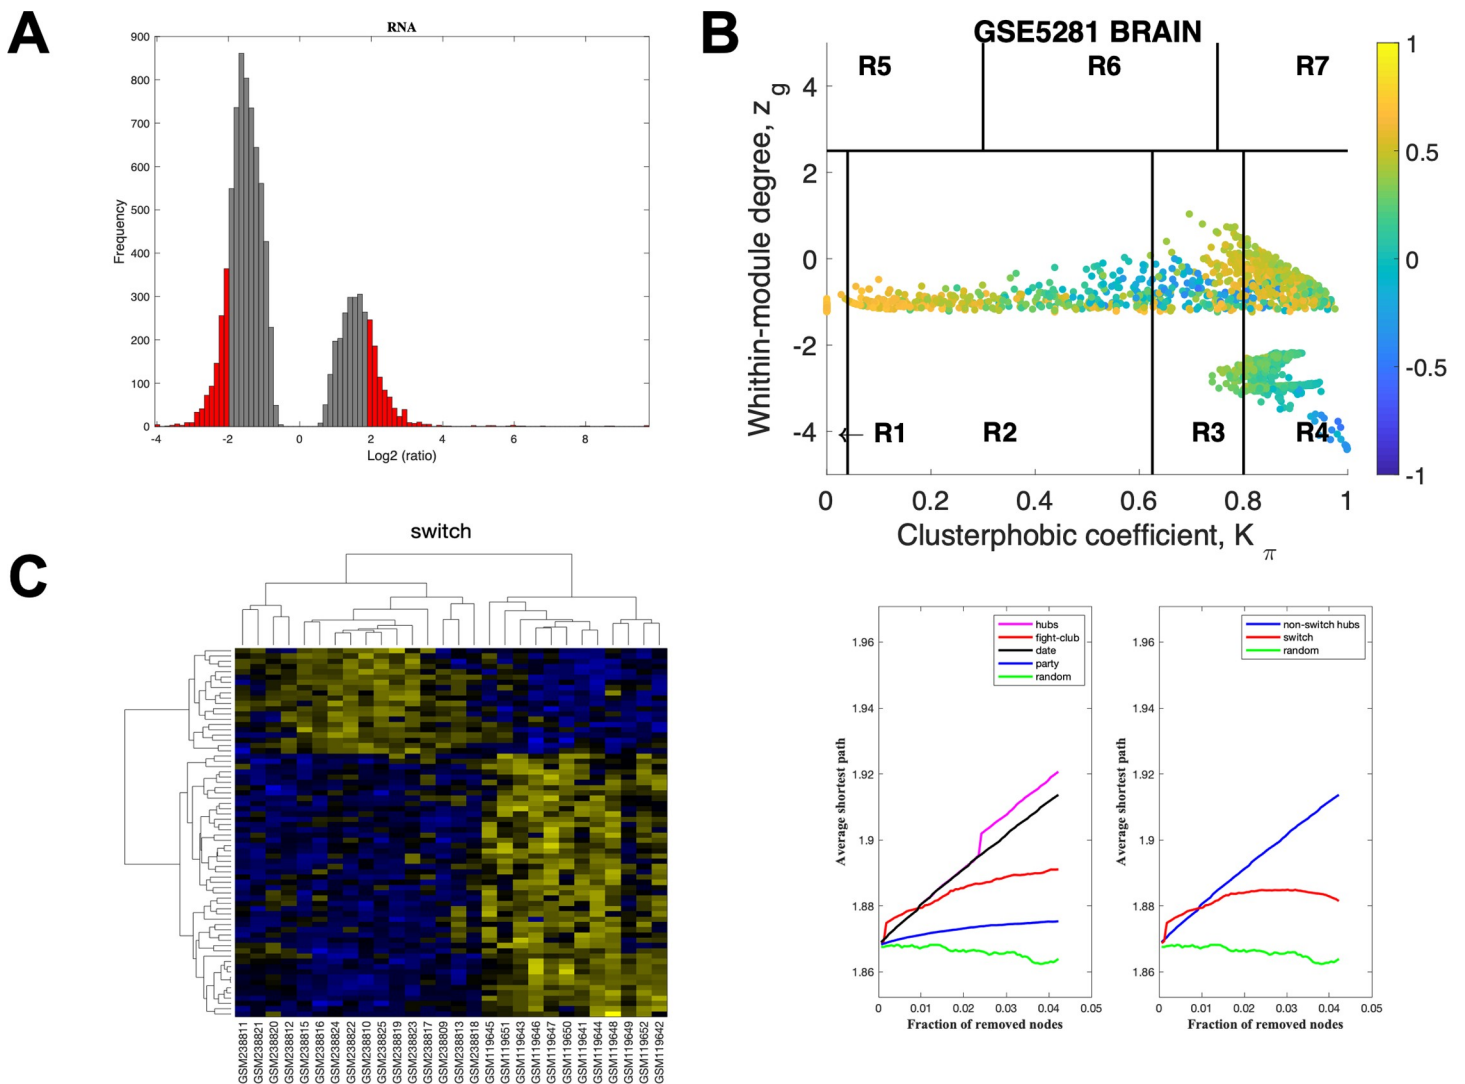 A
RNA
900
800
700
600
500
400
300
200
100
0
Frequency
-4
-2
0
2
4
6
8
Log2 (ratio)
B
GSE5281 BRAIN
R5
R6
R7
4
2
0
-2
-4
Whithin-module degree, z g
R1
R2
R3
R4
0
0.2
0.4
0.6
0.8
1
Clusterphobic coefficient, K π
1
0.5
0
-0.5
-1
C
switch
GSM238811
GSM238821
GSM238820
GSM238812
GSM238815
GSM238816
GSM238824
GSM238822
GSM238810
GSM238825
GSM238819
GSM238823
GSM238817
GSM238809
GSM238813
GSM238818
GSM119645
GSM119651
GSM119643
GSM119646
GSM119647
GSM119650
GSM119641
GSM119644
GSM119648
GSM119649
GSM119652
GSM119642
hubs
fight-club
date
party
random
1.96
1.94
1.92
1.9
1.88
1.86
Average shortest path
0
0.01
0.02
0.03
0.04
0.05
Fraction of removed nodes
non-switch hubs
switch
random
1.96
1.94
1.92
1.9
1.88
1.86
Average shortest path
0
0.01
0.02
0.03
0.04
0.05
Fraction of removed nodes